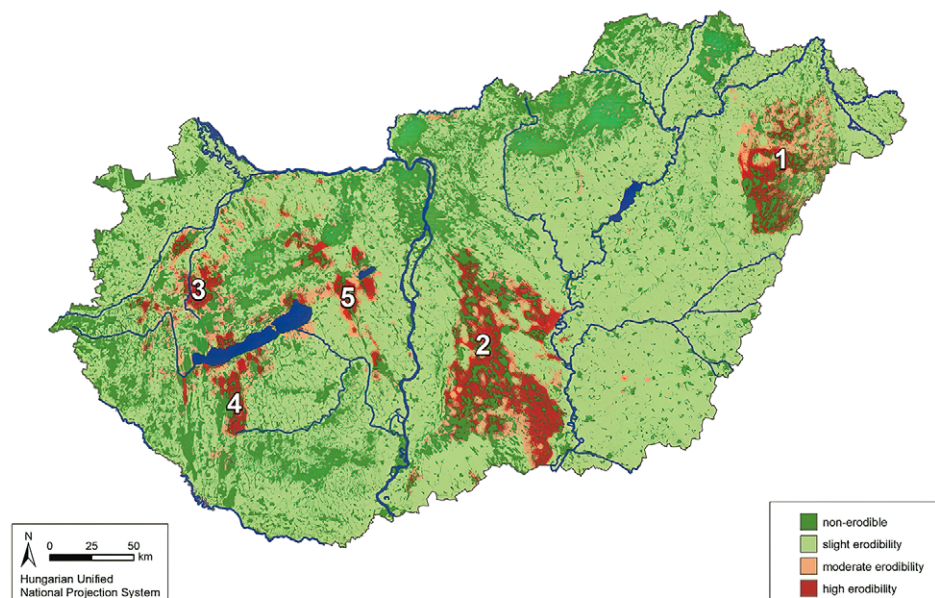 1
3
5
2
4
N
0 25 50
km
Hungarian Unified
National Projection System
non-erodible
slight erodibility
moderate erodibility
high erodibility